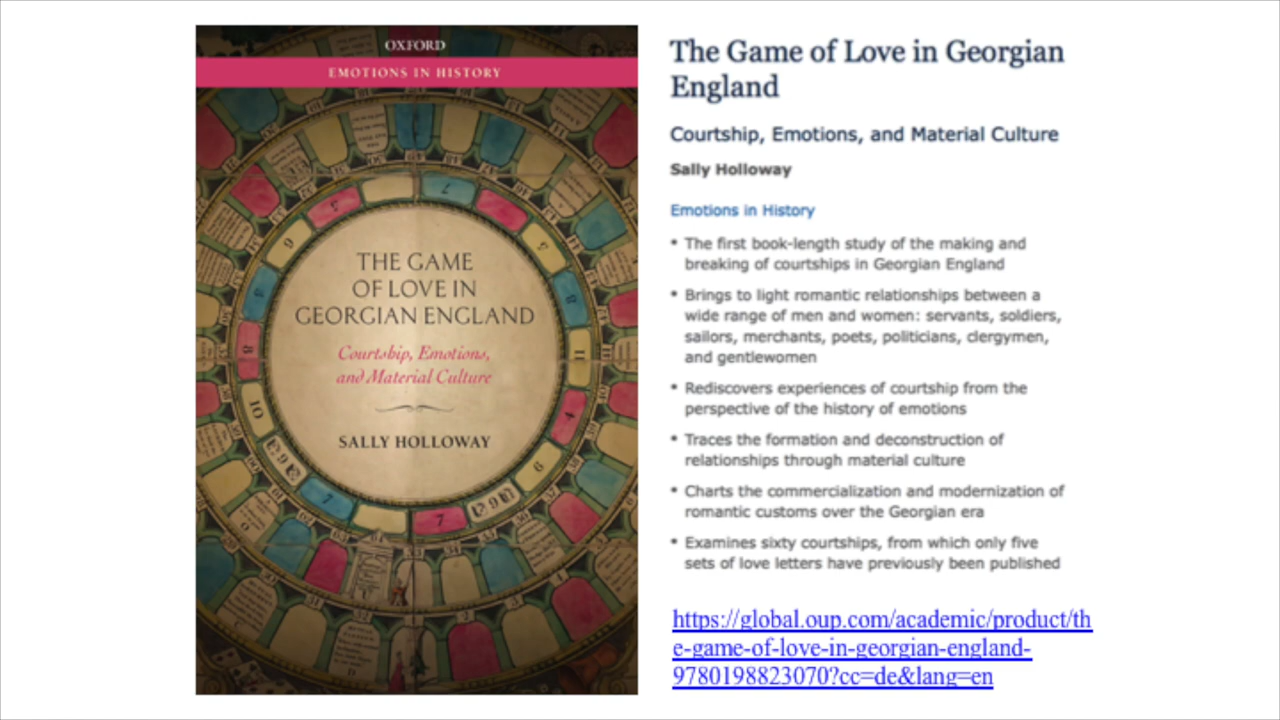 OXFORD
EMOTIONS IN HISTORY
THE GAME
OF LOVE IN
GEORGIAN ENGLAND
Courtship, Emotions,
and Material Culture
SALLY HOLLOWAY
The Game of Love in Georgian
England
Courtship, Emotions, and Material Culture
Sally Holloway
Emotions in History
• The first book-length study of the making and
breaking of courtships in Georgian England
• Brings to light romantic relationships between a
wide range of men and women: servants, soldiers,
sailors, merchants, poets, politicians, clergymen,
and gentlewomen
• Rediscovers experiences of courtship from the
perspective of the history of emotions
• Traces the formation and deconstruction of
relationships through material culture
• Charts the commercialization and modernization of
romantic customs over the Georgian era
• Examines sixty courtships, from which only five
sets of love letters have previously been published
https://global.oup.com/academic/product/th
e-game-of-love-in-georgian-england-
9780198823070?cc=de&lang=en